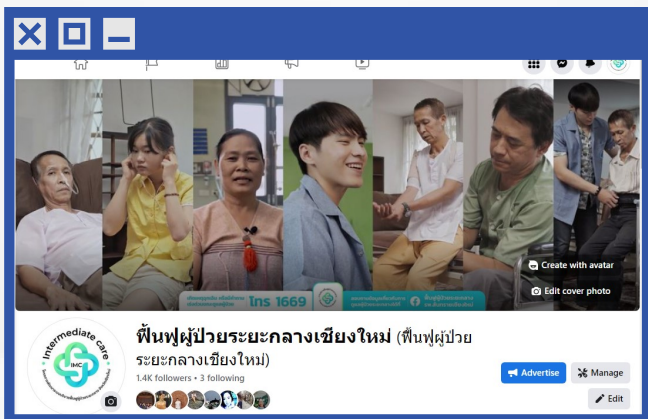 โทร 1669
Create with avatar
Edit cover photo
Intermediate care
IMC
ฟื้นฟูผู้ป่วยระยะกลางเชียงใหม่ (ฟื้นฟูผู้ป่วย
ระยะกลางเชียงใหม่)
1.4K followers • 3 following
Advertise
Manage
Edit